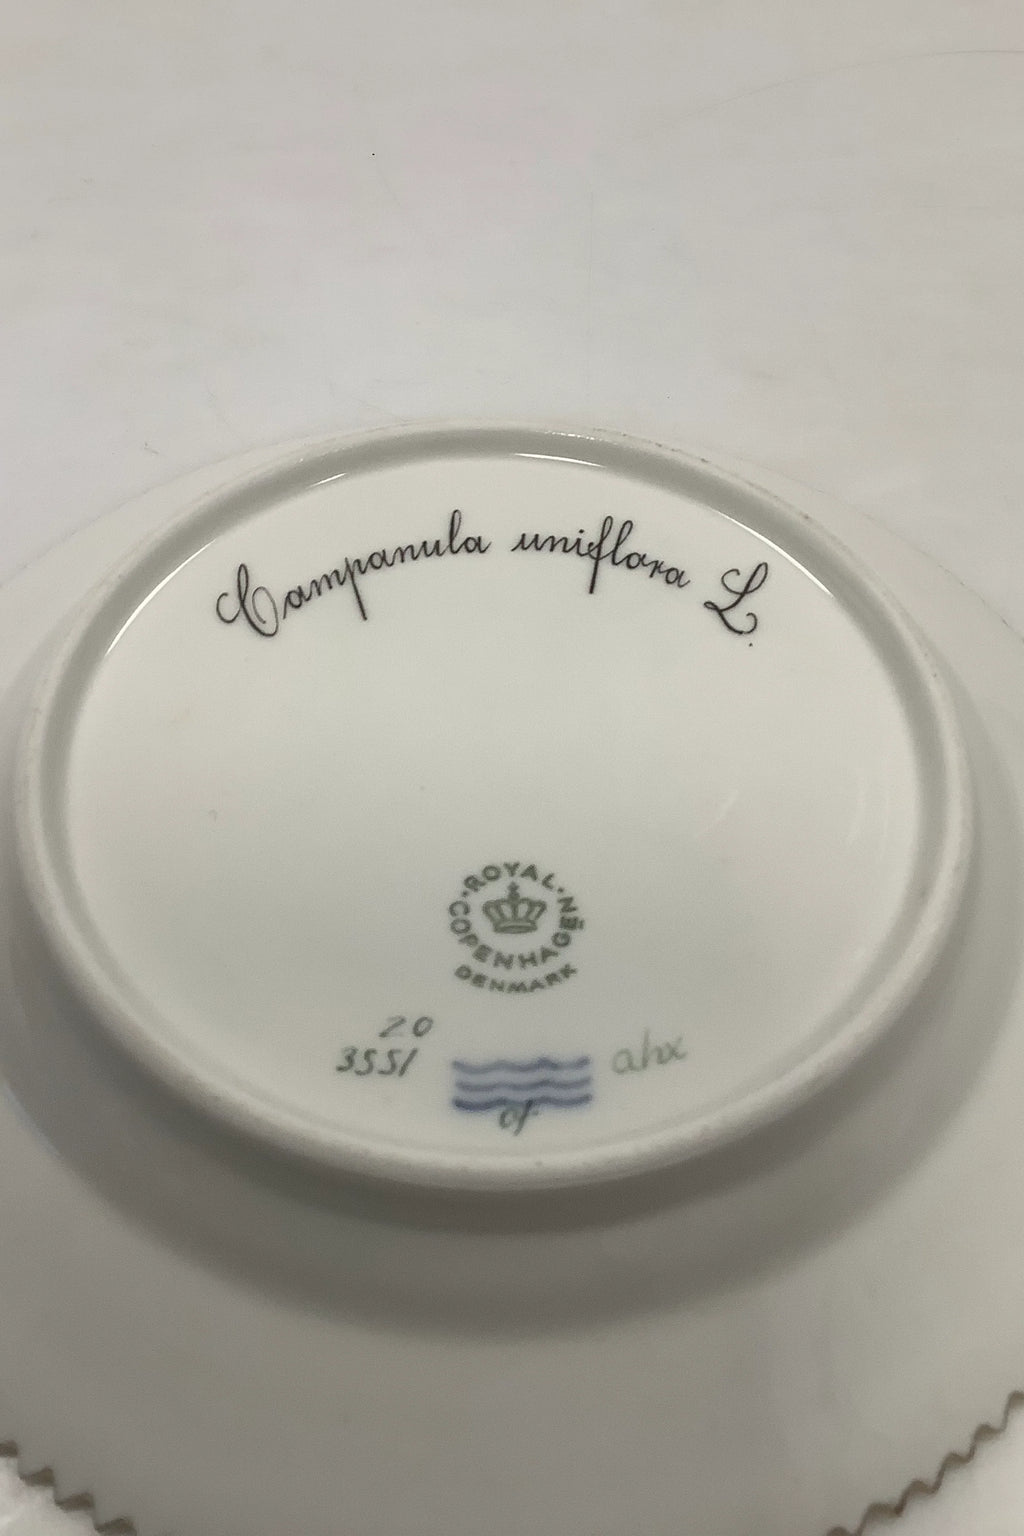 Campanula uniflora L.
ROYAL
COPENHAGEN
DENMARK
20
3551
ahx